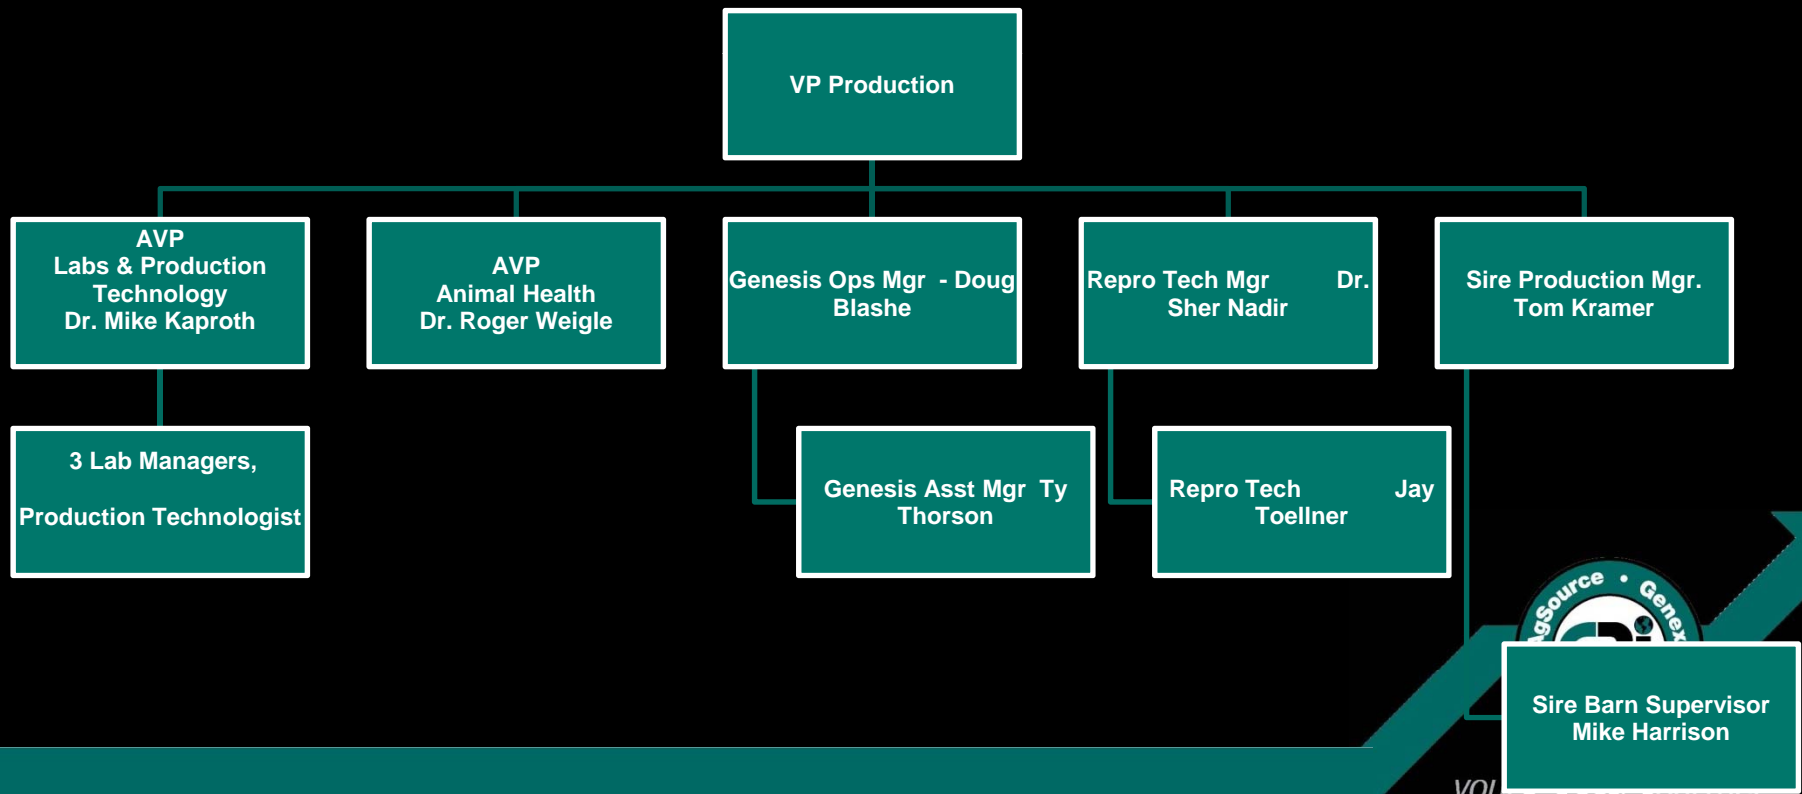 VP Production
AVP
Labs & Production
Technology
Dr. Mike Kaproth
AVP
Animal Health
Dr. Roger Weigle
Genesis Ops Mgr - Doug
Blashe
Repro Tech Mgr Dr.
Sher Nadir
Sire Production Mgr.
Tom Kramer
3 Lab Managers,
Production Technologist
Genesis Asst Mgr Ty
Thorson
Repro Tech Jay
Toellner
AgSource • Genex
Sire Barn Supervisor
Mike Harrison